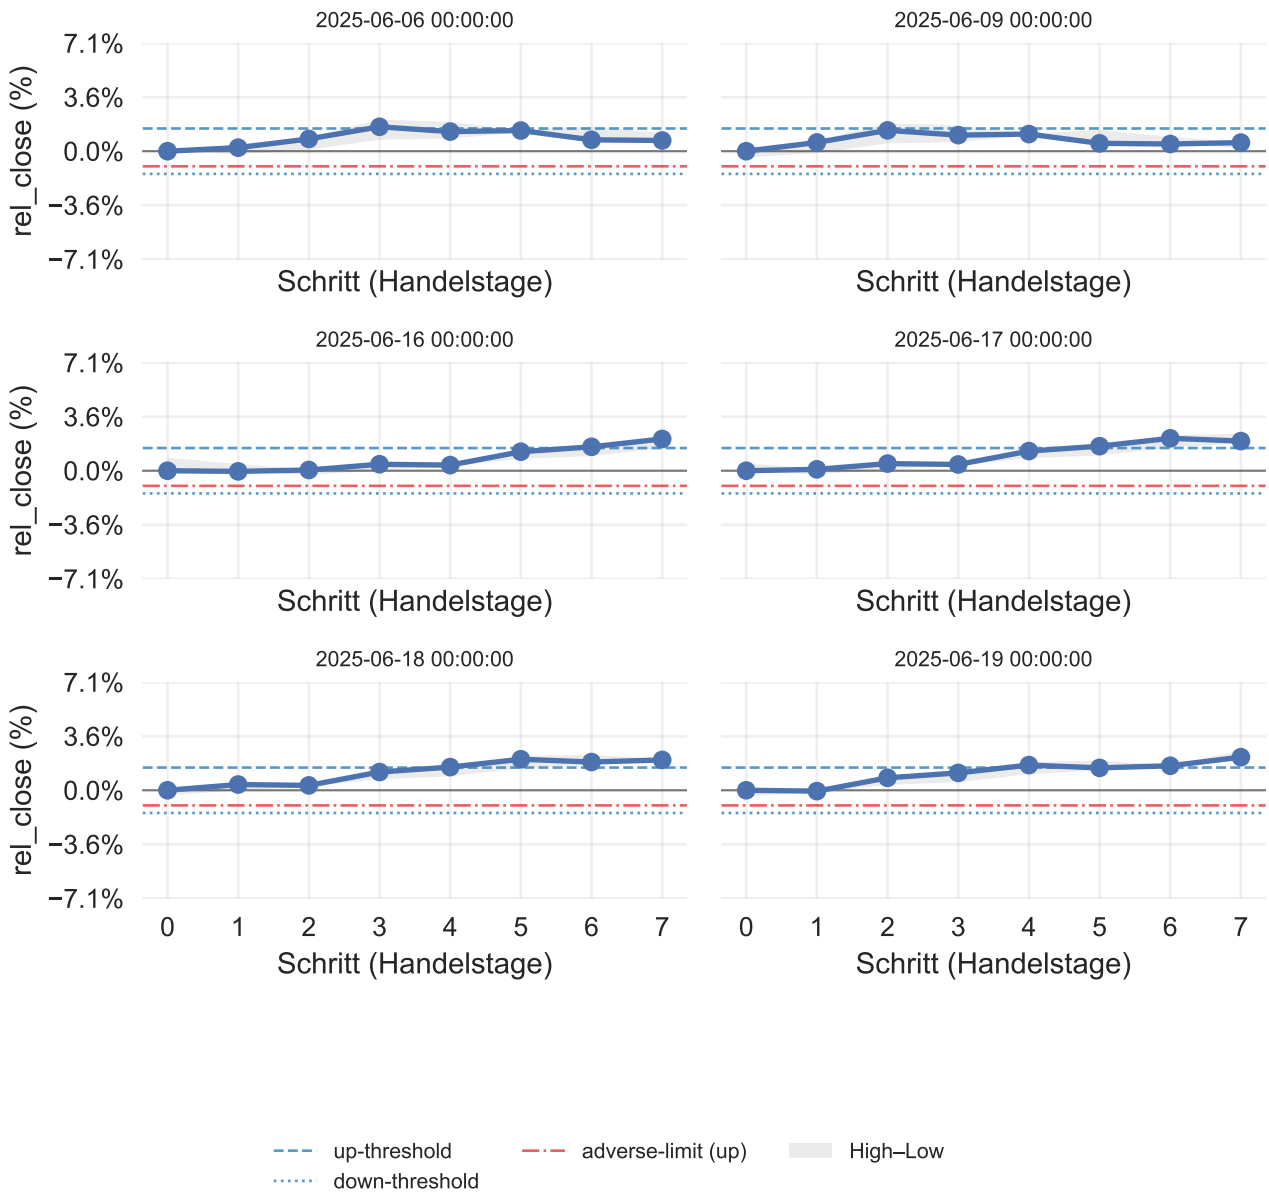 2025-06-06 00:00:00
2025-06-09 00:00:00
7.1%
3.6%
0.0%
−3.6%
−7.1%
rel_close (%)
Schritt (Handelstage)
Schritt (Handelstage)
2025-06-16 00:00:00
2025-06-17 00:00:00
7.1%
3.6%
0.0%
−3.6%
−7.1%
rel_close (%)
Schritt (Handelstage)
Schritt (Handelstage)
2025-06-18 00:00:00
2025-06-19 00:00:00
7.1%
3.6%
0.0%
−3.6%
−7.1%
rel_close (%)
0 1 2 3 4 5 6 7
0 1 2 3 4 5 6 7
Schritt (Handelstage)
Schritt (Handelstage)
up-threshold
adverse-limit (up)
High–Low
down-threshold